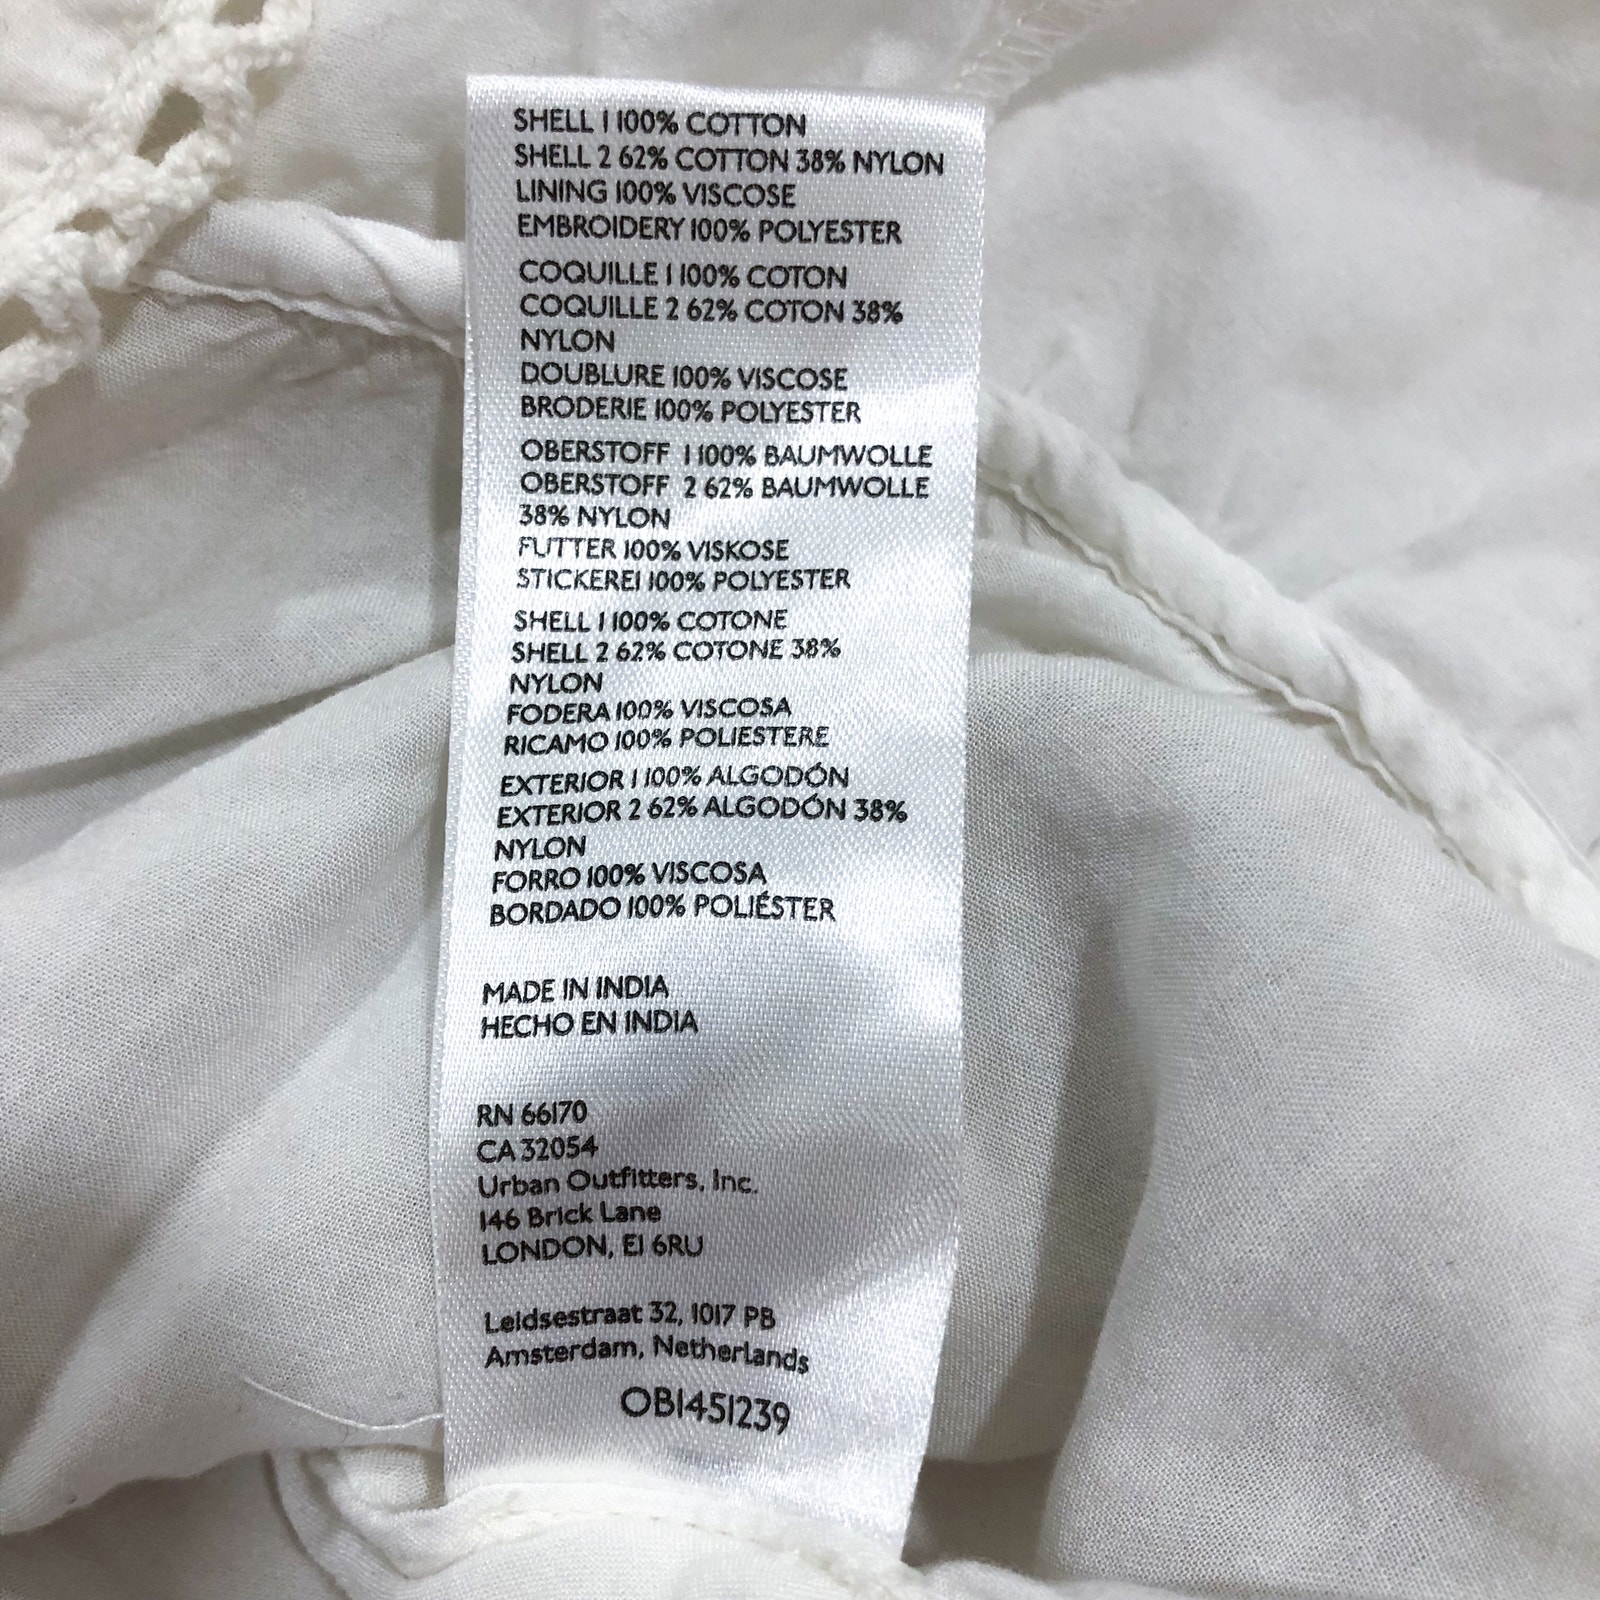 SHELL 1 100% COTTON
SHELL 2 62% COTTON 38% NYLON
LINING 100% VISCOSE
EMBROIDERY 100% POLYESTER
COQUILLE 1 100% COTON
COQUILLE 2 62% COTON 38%
NYLON
DOUBLURE 100% VISCOSE
BRODERIE 100% POLYESTER
OBERSTOFF 1 100% BAUMWOLLE
OBERSTOFF 2 62% BAUMWOLLE
38% NYLON
FUTTER 100% VISKOSE
STICKEREI 100% POLYESTER
SHELL 1 100% COTONE
SHELL 2 62% COTONE 38%
NYLON
FODERA 100% VISCOSA
RICAMO 100% POLIESTERE
EXTERIOR 1 100% ALGODÓN
EXTERIOR 2 62% ALGODÓN 38%
NYLON
FORRO 100% VISCOSA
BORDADO 100% POLIÉSTER
MADE IN INDIA
HECHO EN INDIA
RN 66170
CA 32054
Urban Outfitters, Inc.
146 Brick Lane
LONDON, E1 6RU
Leidsestraat 32, 1017 PB
Amsterdam, Netherlands
OB1451239